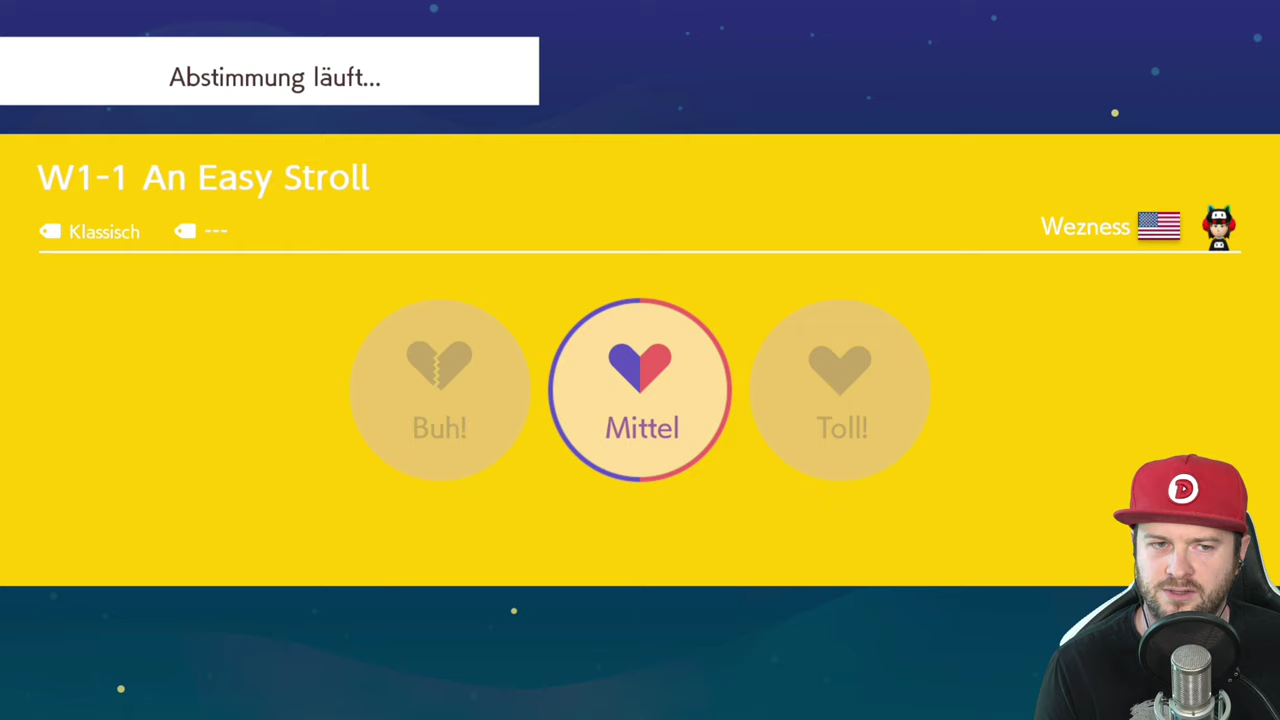 Abstimmung läuft...
W1-1 An Easy Stroll
Klassisch ---
Wezness
Buh!
Mittel
Toll!
D